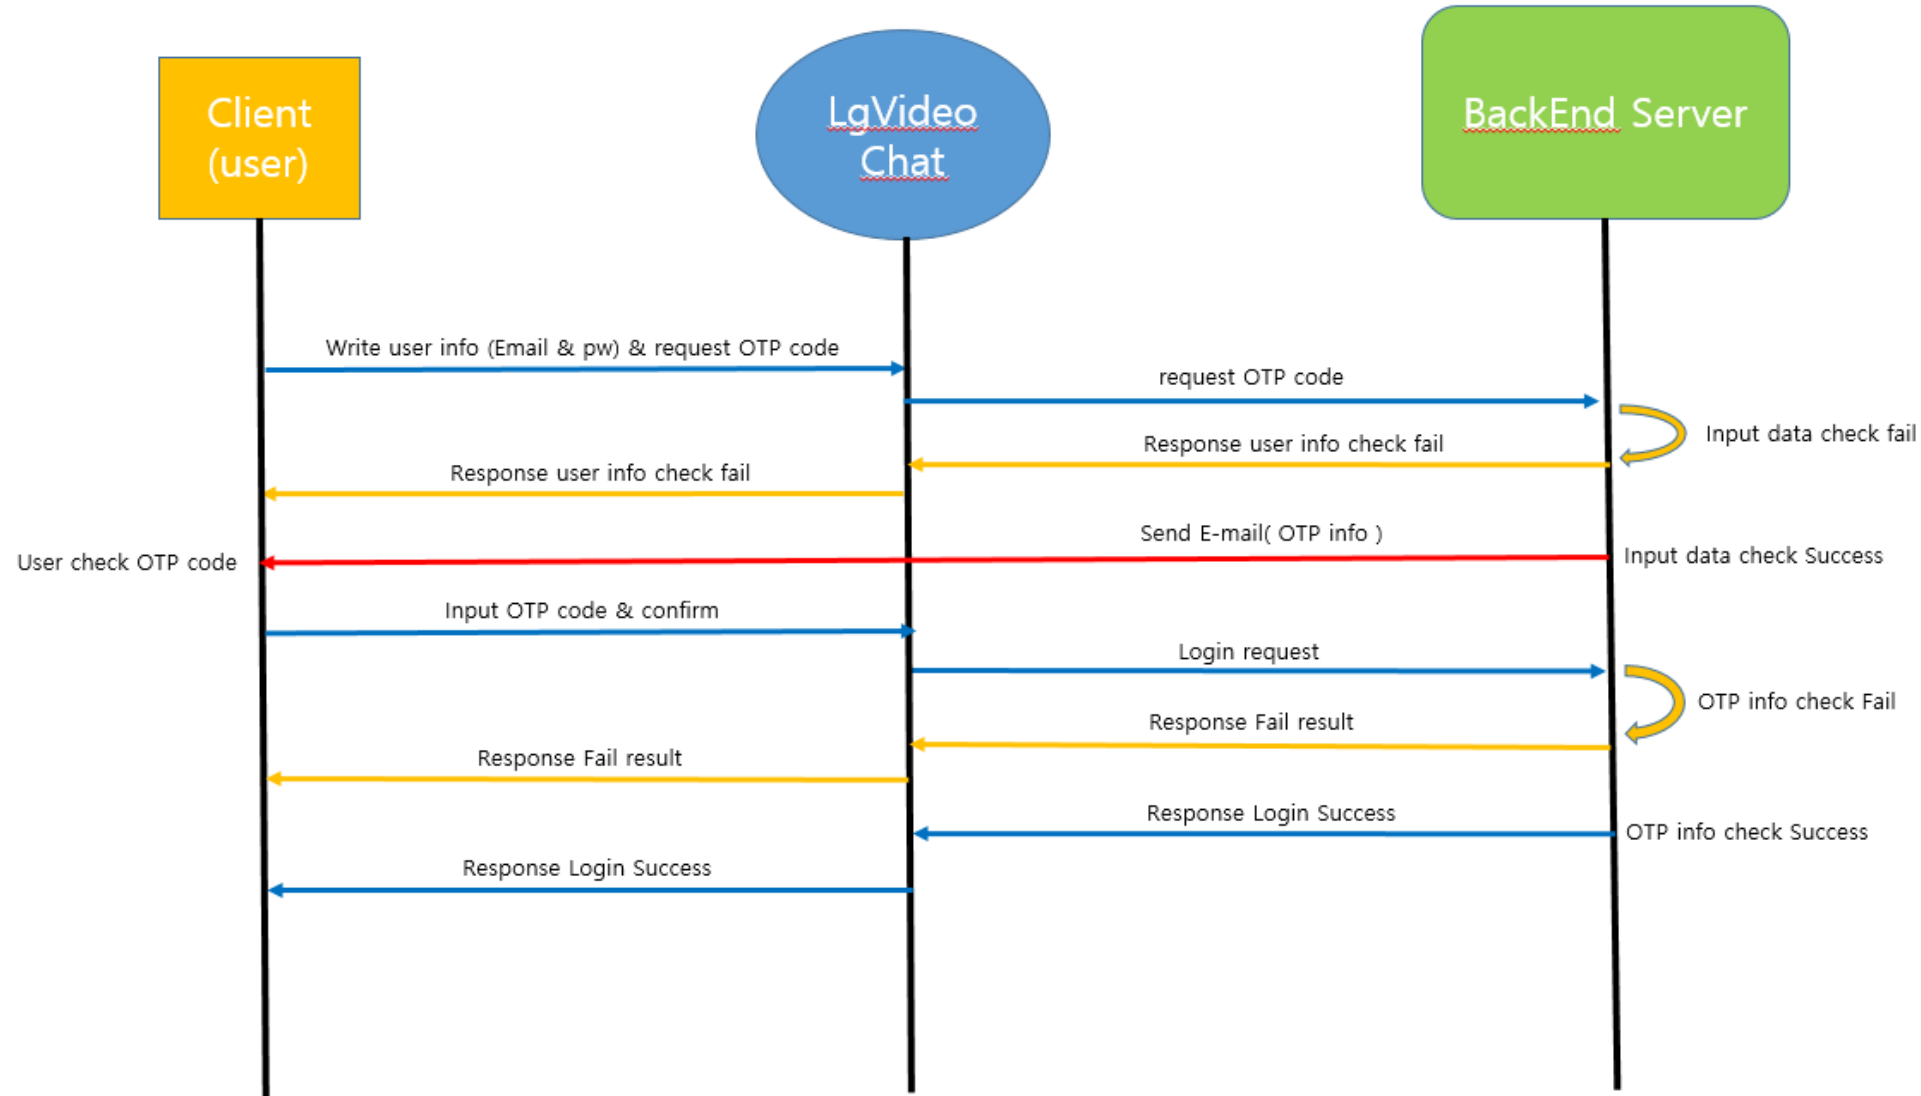 Client
(user)
LgVideo
Chat
BackEnd Server
Write user info (Email & pw) & request OTP code
request OTP code
Input data check fail
Response user info check fail
Response user info check fail
Send E-mail( OTP info )
User check OTP code
Input data check Success
Input OTP code & confirm
Login request
OTP info check Fail
Response Fail result
Response Fail result
Response Login Success
OTP info check Success
Response Login Success